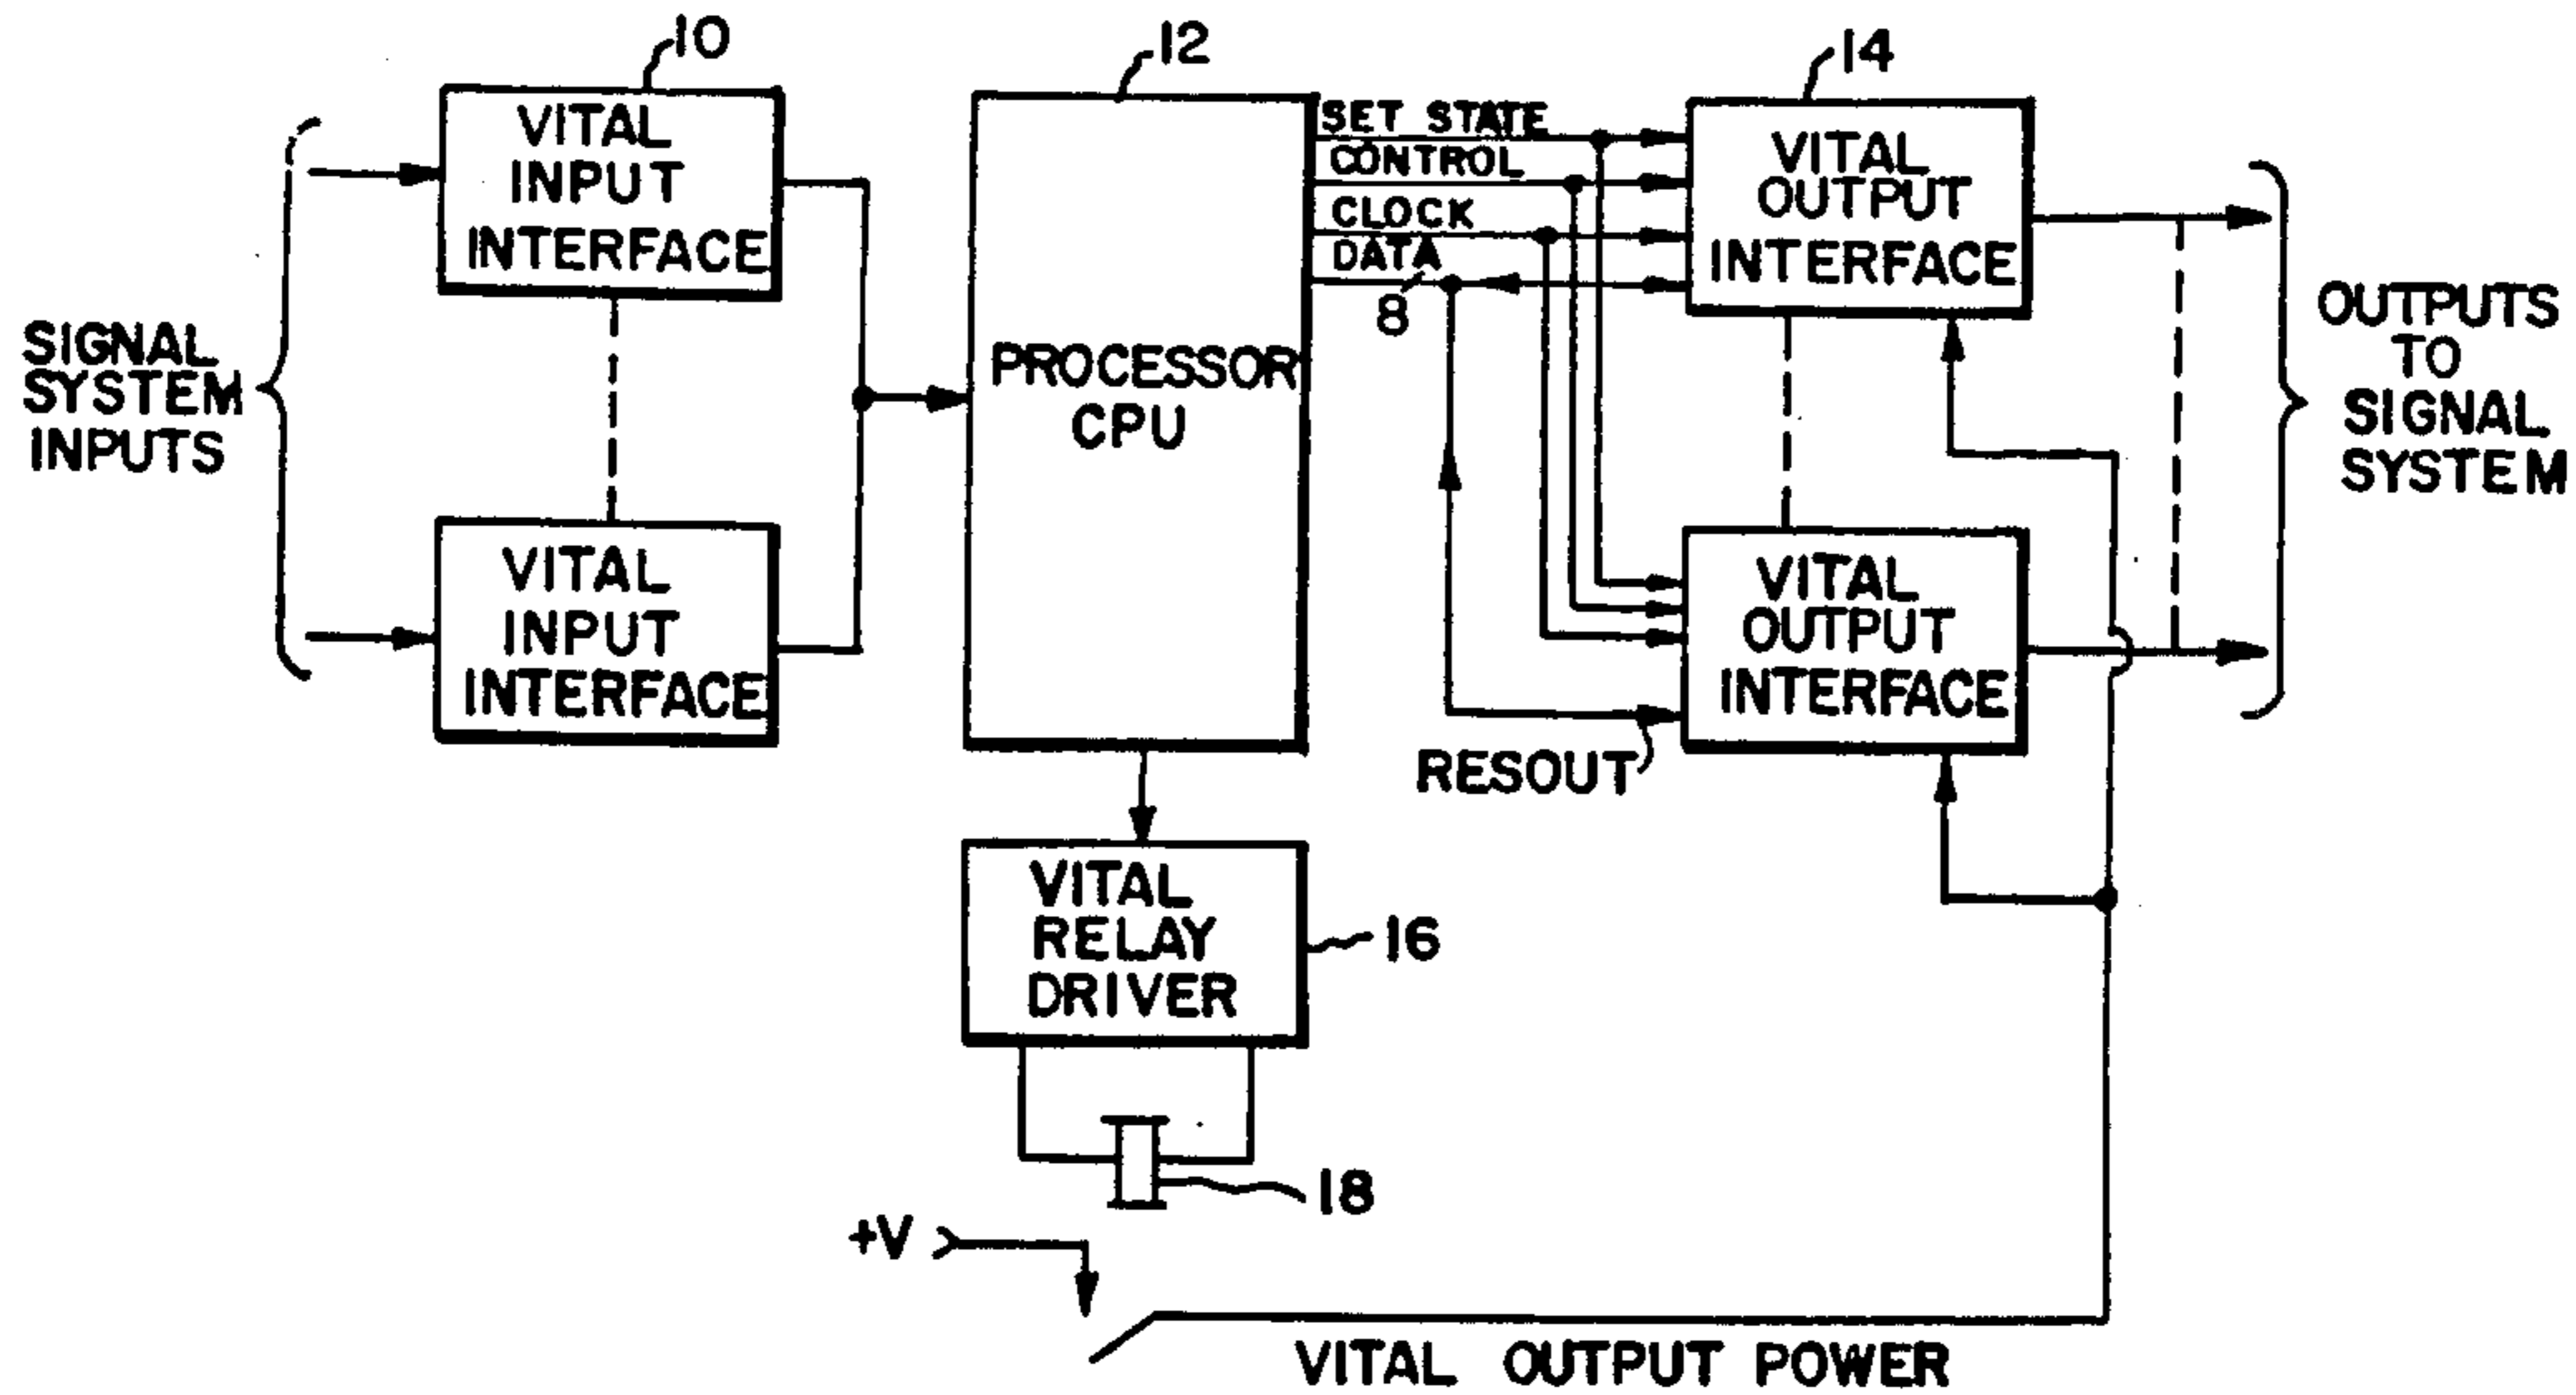 10
12
14
VITAL
INPUT
INTERFACE
SET STATE
CONTROL
CLOCK
DATA
8
VITAL
OUTPUT
INTERFACE
SIGNAL
SYSTEM
INPUTS
PROCESSOR
CPU
OUTPUTS
TO
SIGNAL
SYSTEM
VITAL
INPUT
INTERFACE
VITAL
OUTPUT
INTERFACE
RESOUT
VITAL
RELAY
DRIVER
16
18
+V
VITAL OUTPUT POWER